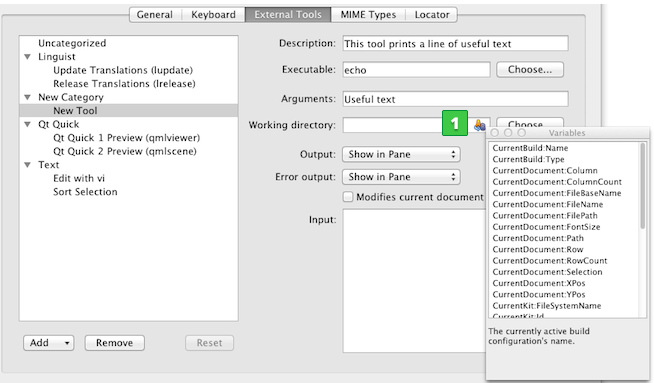 General Keyboard External Tools MIME Types Locator
Uncategorized
Linguist
Update Translations (lupdate)
Release Translations (lrelease)
New Category
New Tool
Qt Quick
Qt Quick 1 Preview (qmlviewer)
Qt Quick 2 Preview (qmlscene)
Text
Edit with vi
Sort Selection
Add Remove Reset
Description: This tool prints a line of useful text
Executable: echo Choose...
Arguments: Useful text
Working directory: 1 Choose
Output: Show in Pane
Error output: Show in Pane
Modifies current document
Input:
Variables
CurrentBuild:Name
CurrentBuild:Type
CurrentDocument:Column
CurrentDocument:ColumnCount
CurrentDocument:FileBaseName
CurrentDocument:FileName
CurrentDocument:FilePath
CurrentDocument:FontSize
CurrentDocument:Path
CurrentDocument:Row
CurrentDocument:RowCount
CurrentDocument:Selection
CurrentDocument:XPos
CurrentDocument:YPos
CurrentKit:FileSystemName
CurrentKit:Id
The currently active build
configuration's name.